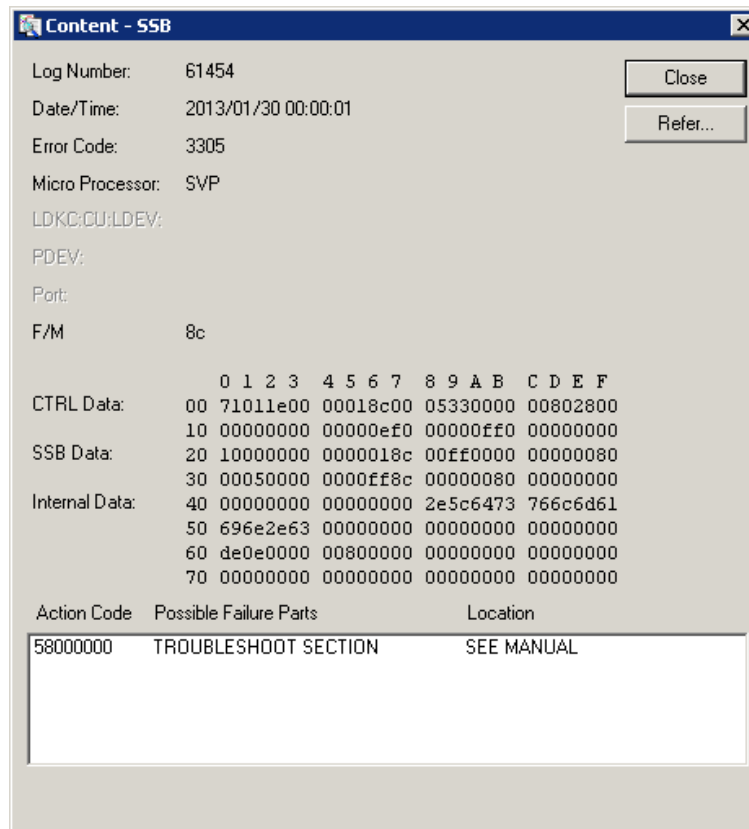 Content - SSB
Log Number: 61454
Close
Date/Time: 2013/01/30 00:00:01
Refer...
Error Code: 3305
Micro Processor: SVP
LDKC:CU:LDEV:
PDEV:
Port:
F/M 8c
0 1 2 3 4 5 6 7 8 9 A B C D E F
CTRL Data: 00 71011e00 00018c00 05330000 00802800
10 00000000 00000ef0 00000ff0 00000000
SSB Data: 20 10000000 0000018c 00ff0000 00000080
30 00050000 0000ff8c 00000080 00000000
Internal Data: 40 00000000 00000000 2e5c6473 766c6d61
50 696e2e63 00000000 00000000 00000000
60 de0e0000 00800000 00000000 00000000
70 00000000 00000000 00000000 00000000
Action Code Possible Failure Parts Location
58000000 TROUBLESHOOT SECTION SEE MANUAL